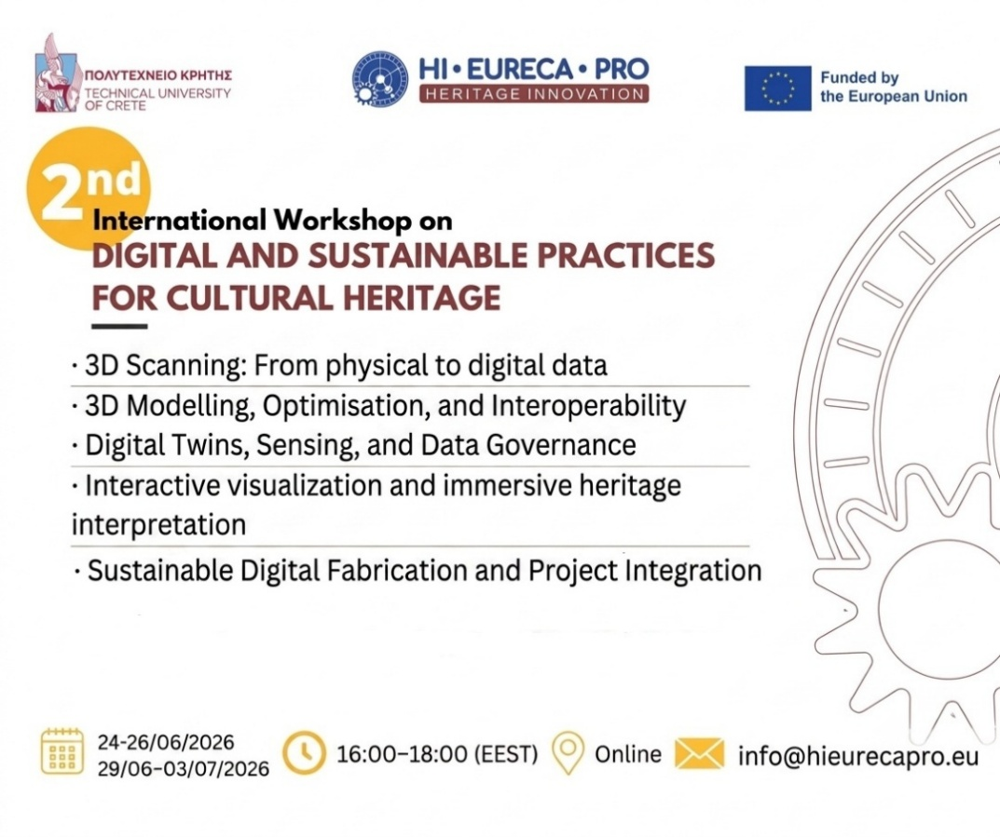 ΠΟΛΥΤΕΧΝΕΙΟ ΚΡΗΤΗΣ
TECHNICAL UNIVERSITY
OF CRETE
HI • EURECA • PRO
HERITAGE INNOVATION
Funded by
the European Union
2nd
International Workshop on
DIGITAL AND SUSTAINABLE PRACTICES
FOR CULTURAL HERITAGE
· 3D Scanning: From physical to digital data
· 3D Modelling, Optimisation, and Interoperability
· Digital Twins, Sensing, and Data Governance
· Interactive visualization and immersive heritage
interpretation
· Sustainable Digital Fabrication and Project Integration
24-26/06/2026
29/06–03/07/2026
16:00–18:00 (EEST)
Online
info@hieurecapro.eu